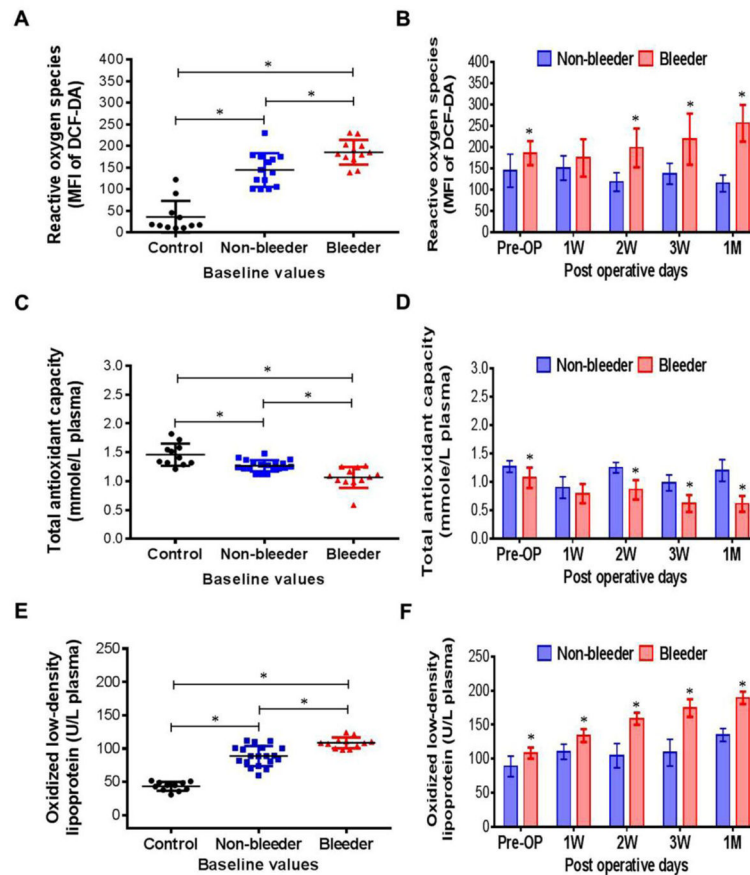 A
Reactive oxygen species
(MFI of DCF-DA)
400
350
300
250
200
150
100
50
0
*
*
*
Control Non-bleeder Bleeder
Baseline values
B
Non-bleeder Bleeder
Reactive oxygen species
(MFI of DCF-DA)
400
350
300
250
200
150
100
50
0
*
*
*
*
Pre-OP 1W 2W 3W 1M
Post operative days
C
Total antioxidant capacity
(mmole/L plasma)
3.0
2.5
2.0
1.5
1.0
0.5
0.0
*
*
*
Control Non-bleeder Bleeder
Baseline values
D
Non-bleeder Bleeder
Total antioxidant capacity
(mmole/L plasma)
3.0
2.5
2.0
1.5
1.0
0.5
0.0
*
*
*
*
Pre-OP 1W 2W 3W 1M
Post operative days
E
Oxidized low-density
lipoprotein (U/L plasma)
250
200
150
100
50
0
*
*
*
Control Non-bleeder Bleeder
Baseline values
F
Non-bleeder Bleeder
Oxidized low-density
lipoprotein (U/L plasma)
250
200
150
100
50
0
*
*
*
*
*
Pre-OP 1W 2W 3W 1M
Post operative days